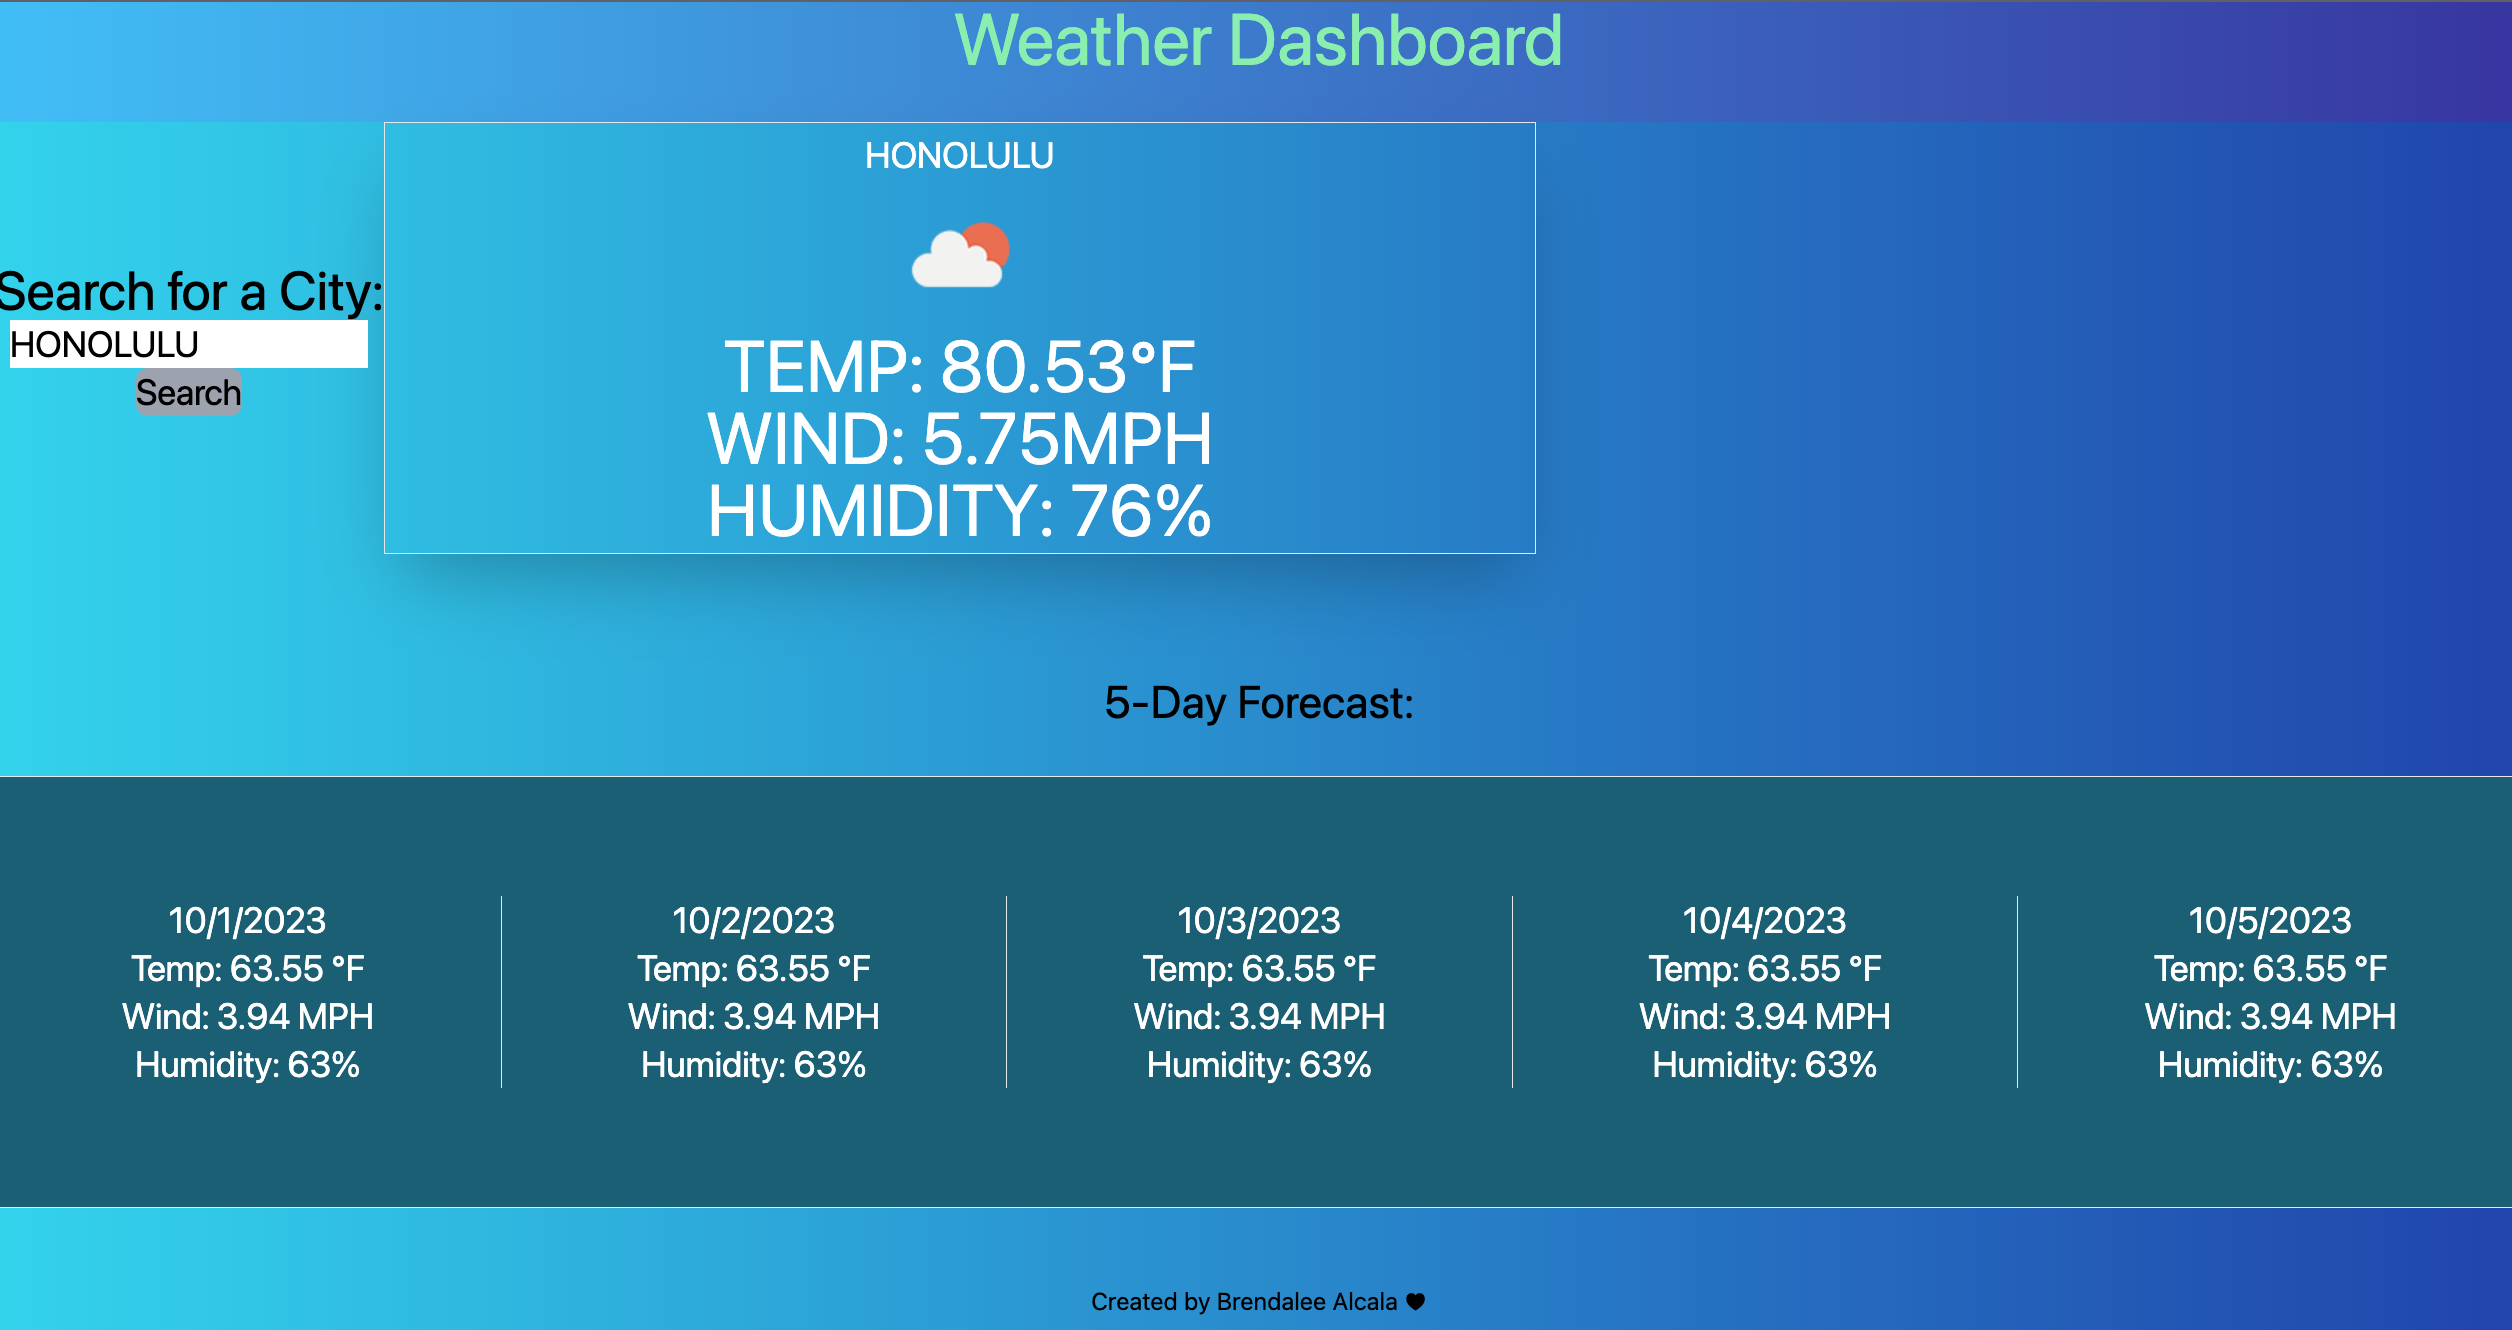 Weather Dashboard
HONOLULU
Search for a City:
HONOLULU
Search
TEMP: 80.53°F
WIND: 5.75MPH
HUMIDITY: 76%
5-Day Forecast:
10/1/2023
Temp: 63.55 °F
Wind: 3.94 MPH
Humidity: 63%
10/2/2023
Temp: 63.55 °F
Wind: 3.94 MPH
Humidity: 63%
10/3/2023
Temp: 63.55 °F
Wind: 3.94 MPH
Humidity: 63%
10/4/2023
Temp: 63.55 °F
Wind: 3.94 MPH
Humidity: 63%
10/5/2023
Temp: 63.55 °F
Wind: 3.94 MPH
Humidity: 63%
Created by Brendalee Alcala ♥